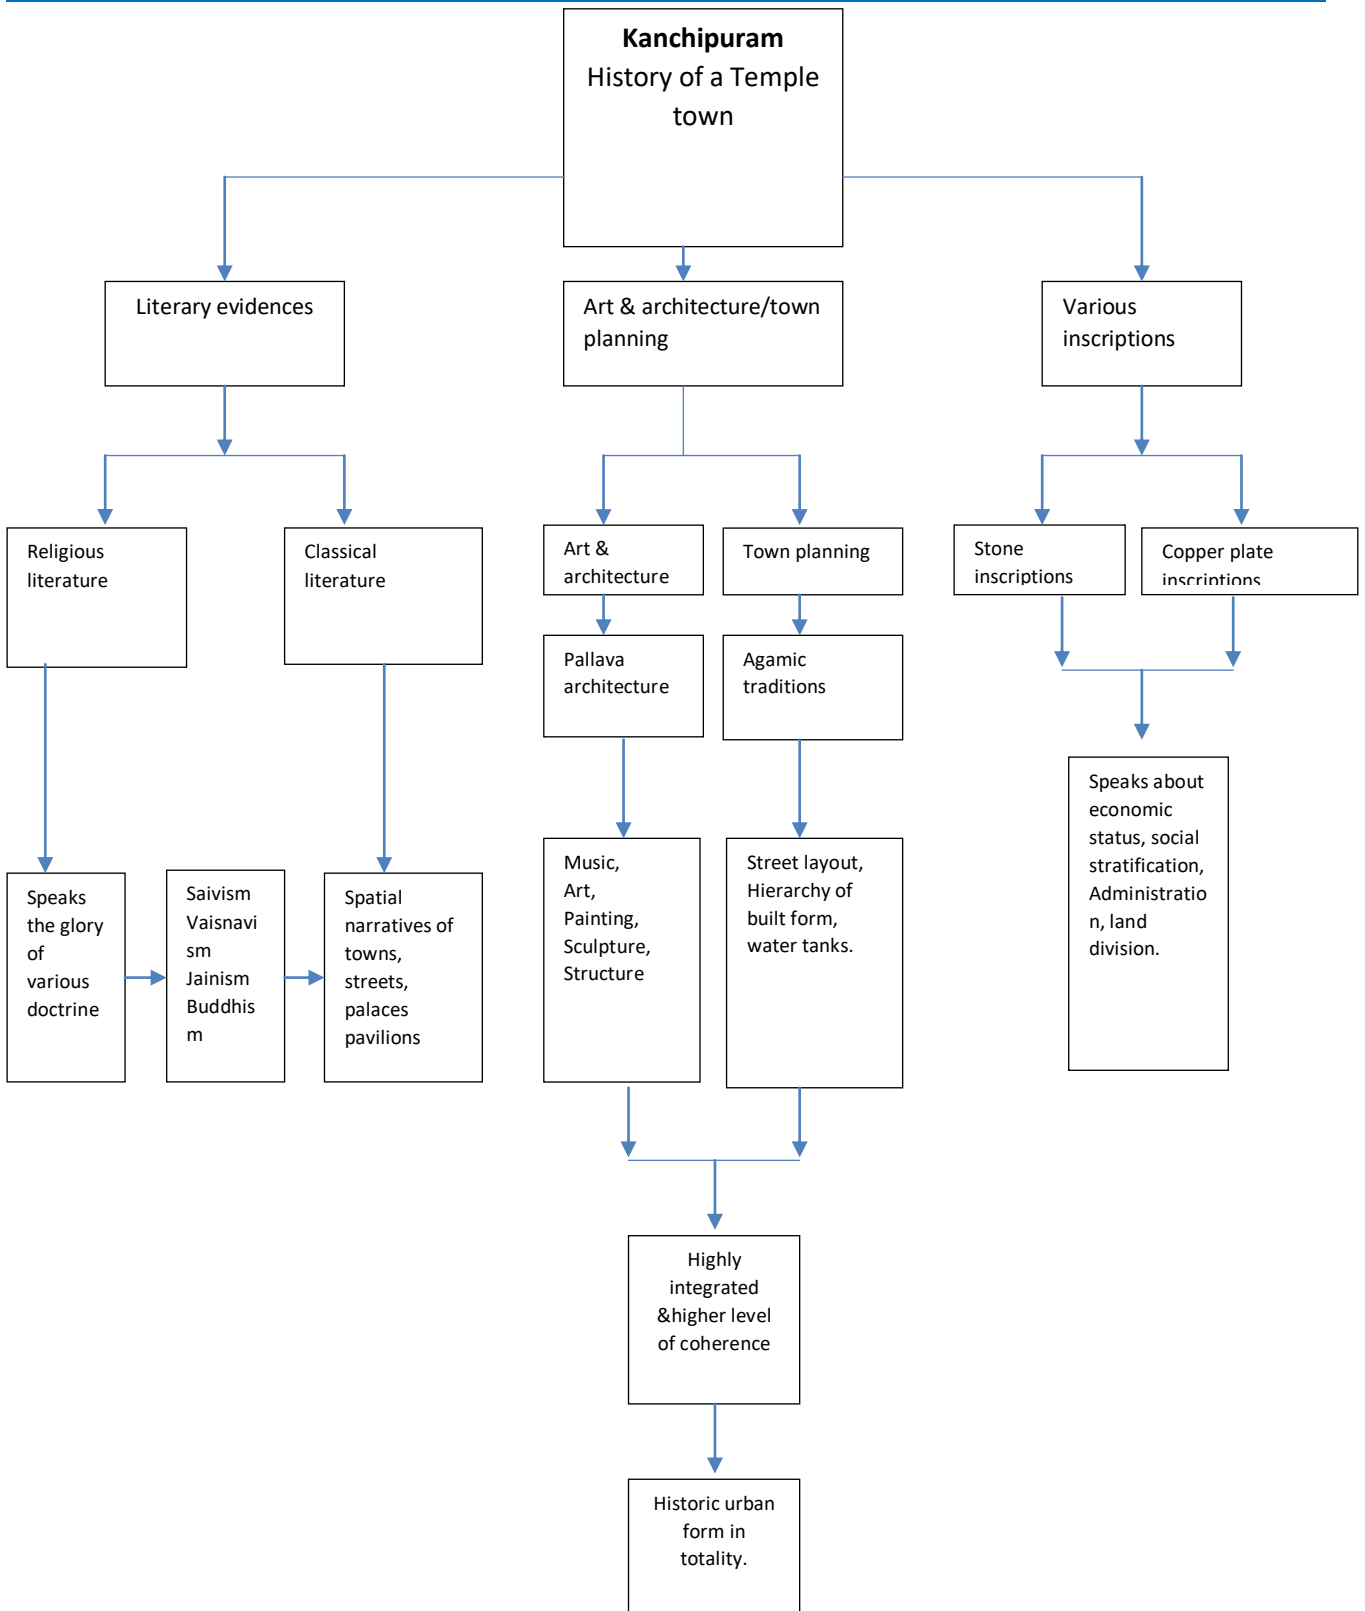 Kanchipuram
History of a Temple
town
Literary evidences
Art & architecture/town
planning
Various
inscriptions
Religious
literature
Classical
literature
Art &
architecture
Town planning
Stone
inscriptions
Copper plate
inscriptions
Pallava
architecture
Agamic
traditions
Speaks
the glory
of
various
doctrine
Saivism
Vaisnavi
sm
Jainism
Buddhis
m
Spatial
narratives of
towns,
streets,
palaces
pavilions
Music,
Art,
Painting,
Sculpture,
Structure
Street layout,
Hierarchy of
built form,
water tanks.
Speaks about
economic
status, social
stratification,
Administratio
n, land
division.
Highly
integrated
&higher level
of coherence
Historic urban
form in
totality.